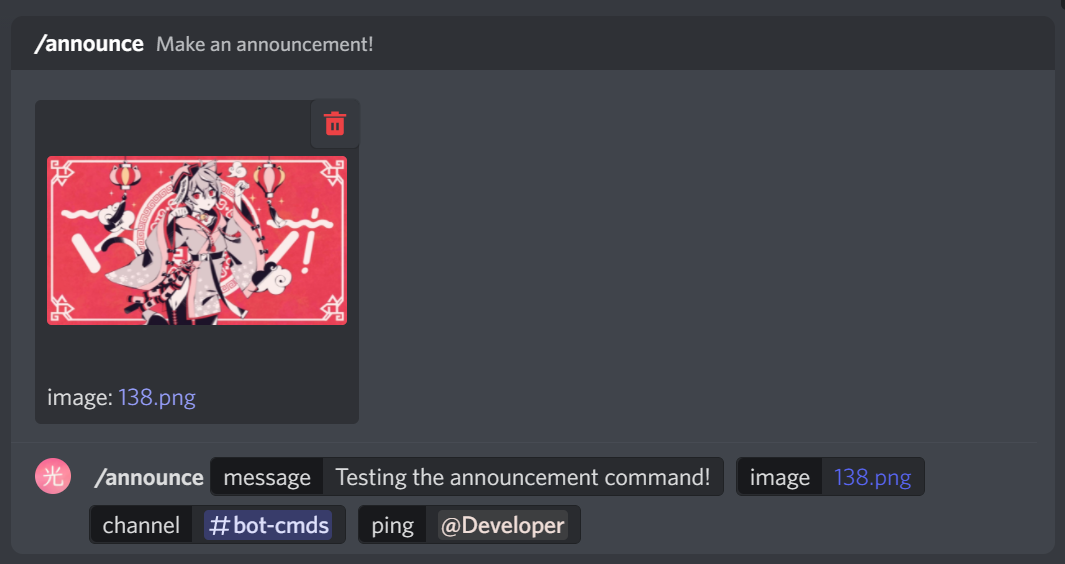 /announce Make an announcement!
image: 138.png
光 /announce message Testing the announcement command! image 138.png
channel #bot-cmds ping @Developer